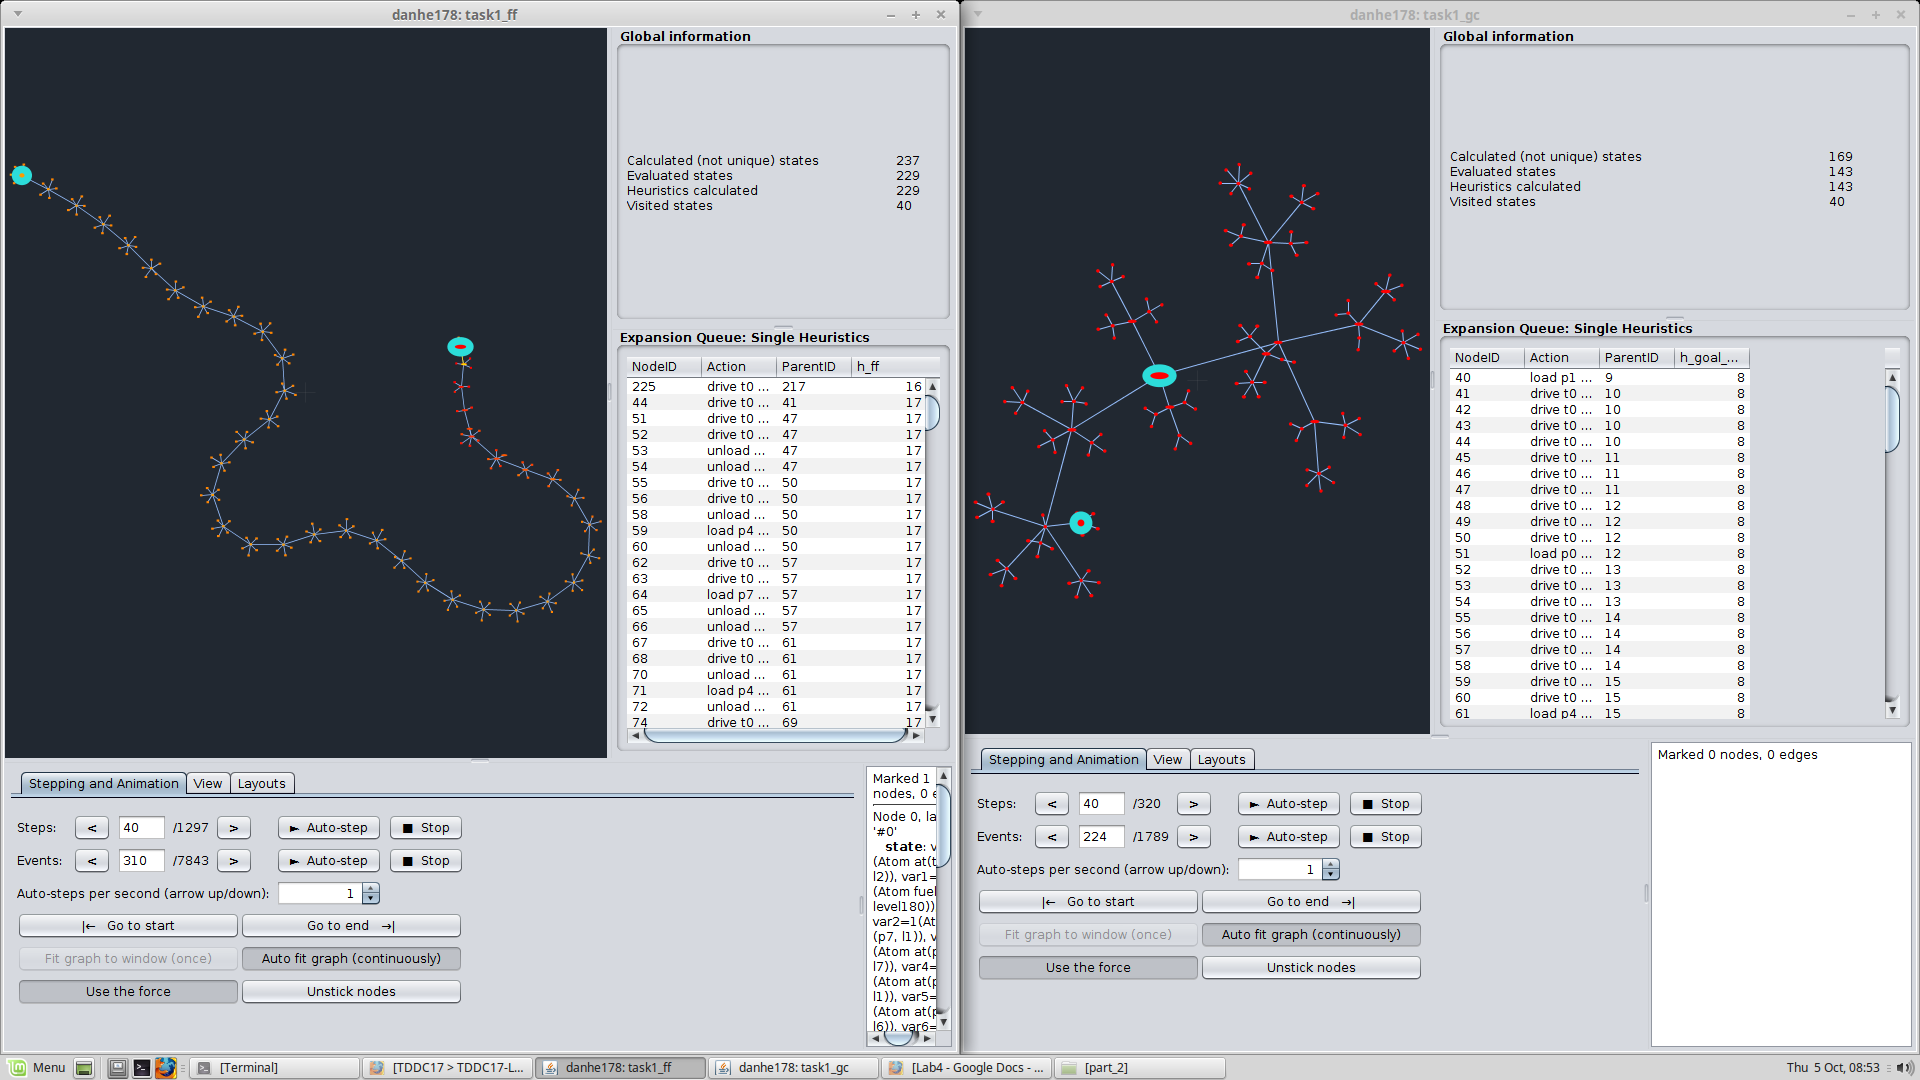 danhe178: task1_ff
danhe178: task1_gc
Global information
Calculated (not unique) states 237
Evaluated states 229
Heuristics calculated 229
Visited states 40
Expansion Queue: Single Heuristics
NodeID Action ParentID h_ff
225 drive t0 ... 217 16
44 drive t0 ... 41 17
51 drive t0 ... 47 17
52 drive t0 ... 47 17
53 unload ... 47 17
54 unload ... 47 17
55 drive t0 ... 50 17
56 drive t0 ... 50 17
58 unload ... 50 17
59 load p4 ... 50 17
60 unload ... 50 17
62 drive t0 ... 57 17
63 drive t0 ... 57 17
64 load p7 ... 57 17
65 unload ... 57 17
66 unload ... 57 17
67 drive t0 ... 61 17
68 drive t0 ... 61 17
70 unload ... 61 17
71 load p4 ... 61 17
72 unload ... 61 17
74 drive t0 ... 69 17
Stepping and Animation View Layouts
Steps: < 40 /1297 > ► Auto-step ■ Stop
Events: < 310 /7843 > ► Auto-step ■ Stop
Auto-steps per second (arrow up/down): 1
|← Go to start Go to end →|
Fit graph to window (once) Auto fit graph (continuously)
Use the force Unstick nodes
Marked 1
nodes, 0 e
Node 0, la
'#0'
state: v
(Atom at(t
l2)), var1=
(Atom fuel
level180))
var2=1(At
(p7, l1)), v
(Atom at(p
l7)), var4=
(Atom at(p
l1)), var5=
(Atom at(p
l6)), var6=
Global information
Calculated (not unique) states 169
Evaluated states 143
Heuristics calculated 143
Visited states 40
Expansion Queue: Single Heuristics
NodeID Action ParentID h_goal_...
40 load p1 ... 9 8
41 drive t0 ... 10 8
42 drive t0 ... 10 8
43 drive t0 ... 10 8
44 drive t0 ... 10 8
45 drive t0 ... 11 8
46 drive t0 ... 11 8
47 drive t0 ... 11 8
48 drive t0 ... 12 8
49 drive t0 ... 12 8
50 drive t0 ... 12 8
51 load p0 ... 12 8
52 drive t0 ... 13 8
53 drive t0 ... 13 8
54 drive t0 ... 13 8
55 drive t0 ... 14 8
56 drive t0 ... 14 8
57 drive t0 ... 14 8
58 drive t0 ... 14 8
59 drive t0 ... 15 8
60 drive t0 ... 15 8
61 load p4 ... 15 8
Stepping and Animation View Layouts
Steps: < 40 /320 > ► Auto-step ■ Stop
Events: < 224 /1789 > ► Auto-step ■ Stop
Auto-steps per second (arrow up/down): 1
|← Go to start Go to end →|
Fit graph to window (once) Auto fit graph (continuously)
Use the force Unstick nodes
Marked 0 nodes, 0 edges
Menu [Terminal] [TDDC17 > TDDC17-L... danhe178: task1_ff danhe178: task1_gc [Lab4 - Google Docs - ... [part_2] Thu 5 Oct, 08:53